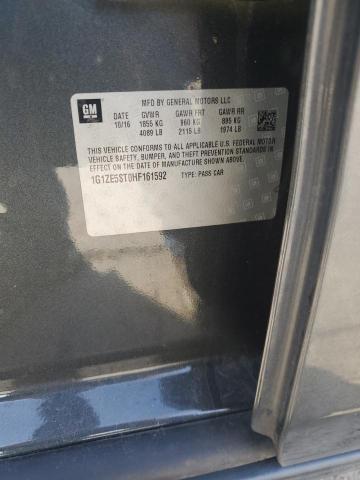 GM
MFD BY GENERAL MOTORS LLC
DATE GVWR GAWR FRT GAWR RR
10/16 1855 KG 960 KG 895 KG
4089 LB 2115 LB 1974 LB
THIS VEHICLE CONFORMS TO ALL APPLICABLE U.S. FEDERAL MOTOR
VEHICLE SAFETY, BUMPER, AND THEFT PREVENTION STANDARDS IN
EFFECT ON THE DATE OF MANUFACTURE SHOWN ABOVE.
1G1ZE5ST0HF161592 TYPE: PASS CAR